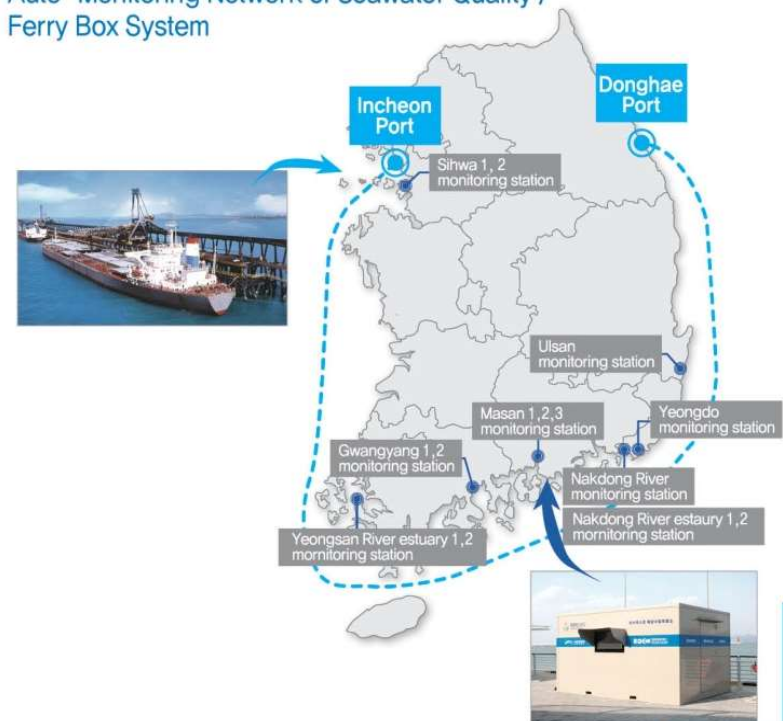 Auto- Monitoring Network of Seawater Quality /
Ferry Box System
Incheon
Port
Donghae
Port
Sihwa 1, 2
monitoring station
Ulsan
monitoring station
Masan 1,2,3
monitoring station
Yeongdo
monitoring station
Gwangyang 1,2
monitoring station
Nakdong River
monitoring station
Yeongsan River estuary 1,2
mornitoring station
Nakdong River estaury 1,2
mornitoring station